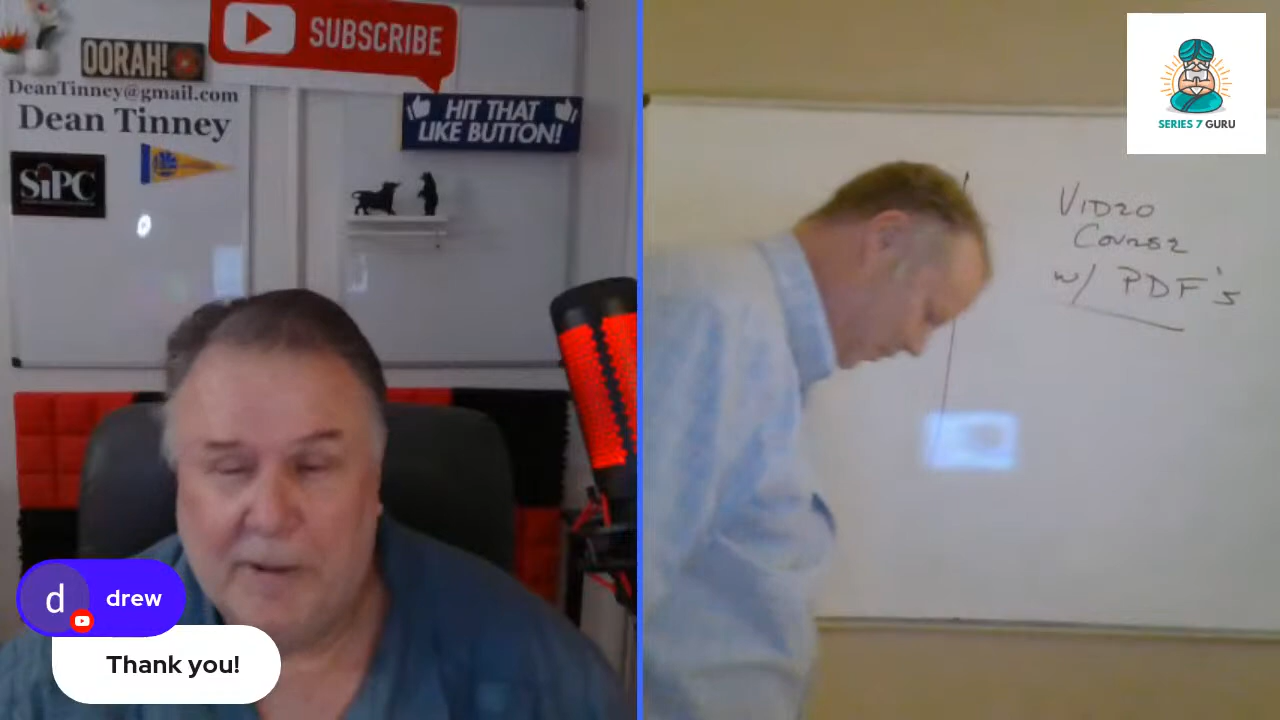 OORAH!
SUBSCRIBE
DeanTinney@gmail.com
Dean Tinney
HIT THAT
LIKE BUTTON!
SiPC
d
drew
Thank you!
VIDEO
COURSE
w/ PDF's
SERIES 7 GURU